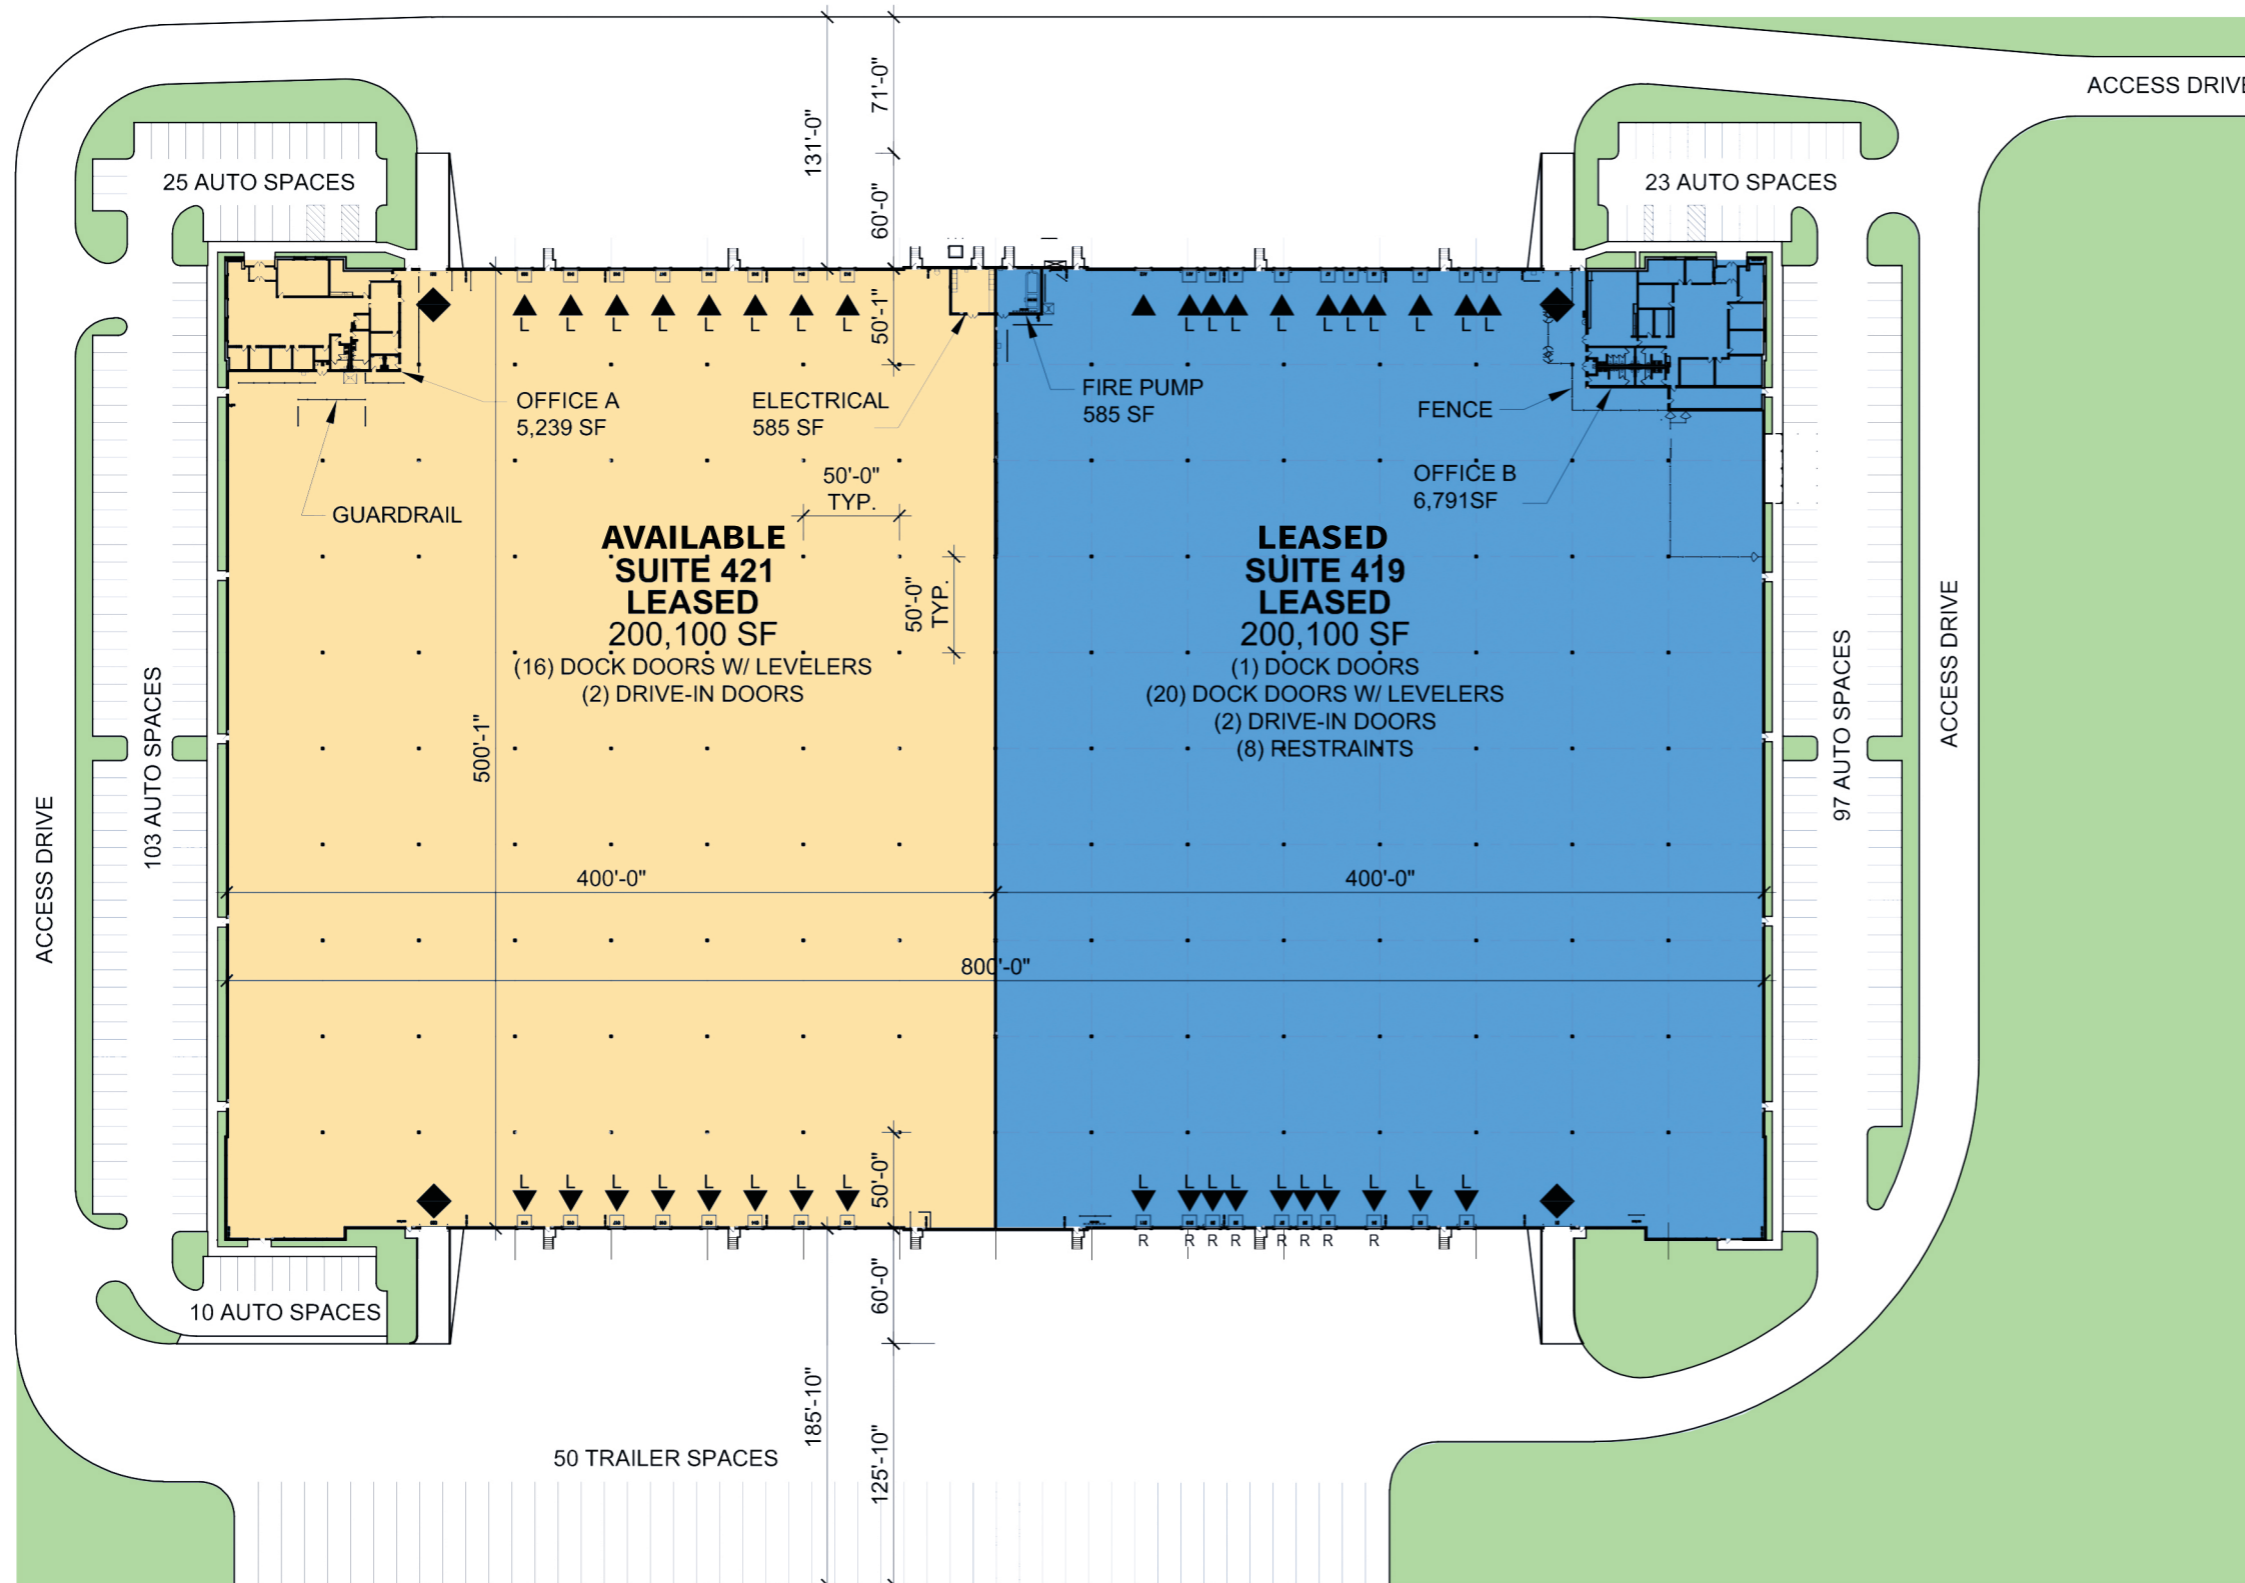 71'-0"
131'-0"
60'-0"
ACCESS DRIVE
25 AUTO SPACES
23 AUTO SPACES
50'-1"
L L L L L L L L
L L L L L L L L L L
OFFICE A
5,239 SF
ELECTRICAL
585 SF
FIRE PUMP
585 SF
FENCE
OFFICE B
6,791SF
GUARDRAIL
50'-0"
TYP.
50'-0"
TYP.
AVAILABLE
SUITE 421
LEASED
200,100 SF
(16) DOCK DOORS W/ LEVELERS
(2) DRIVE-IN DOORS
LEASED
SUITE 419
LEASED
200,100 SF
(1) DOCK DOORS
(20) DOCK DOORS W/ LEVELERS
(2) DRIVE-IN DOORS
(8) RESTRAINTS
500'-1"
103 AUTO SPACES
97 AUTO SPACES
ACCESS DRIVE
ACCESS DRIVE
400'-0"
400'-0"
800'-0"
50'-0"
L L L L L L L L
L L L L L L L L L L
R R R R R R R R
60'-0"
10 AUTO SPACES
185'-10"
125'-10"
50 TRAILER SPACES